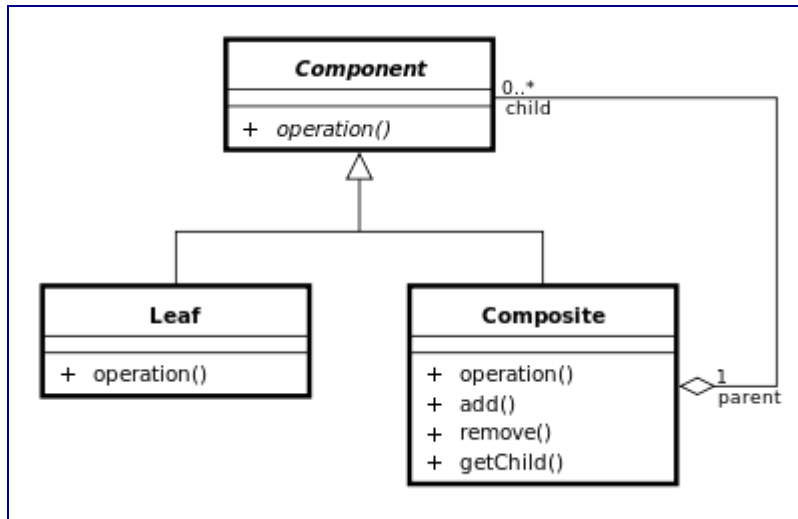 Component
+ operation()
0..*
child
Leaf
+ operation()
Composite
+ operation()
+ add()
+ remove()
+ getChild()
1
parent